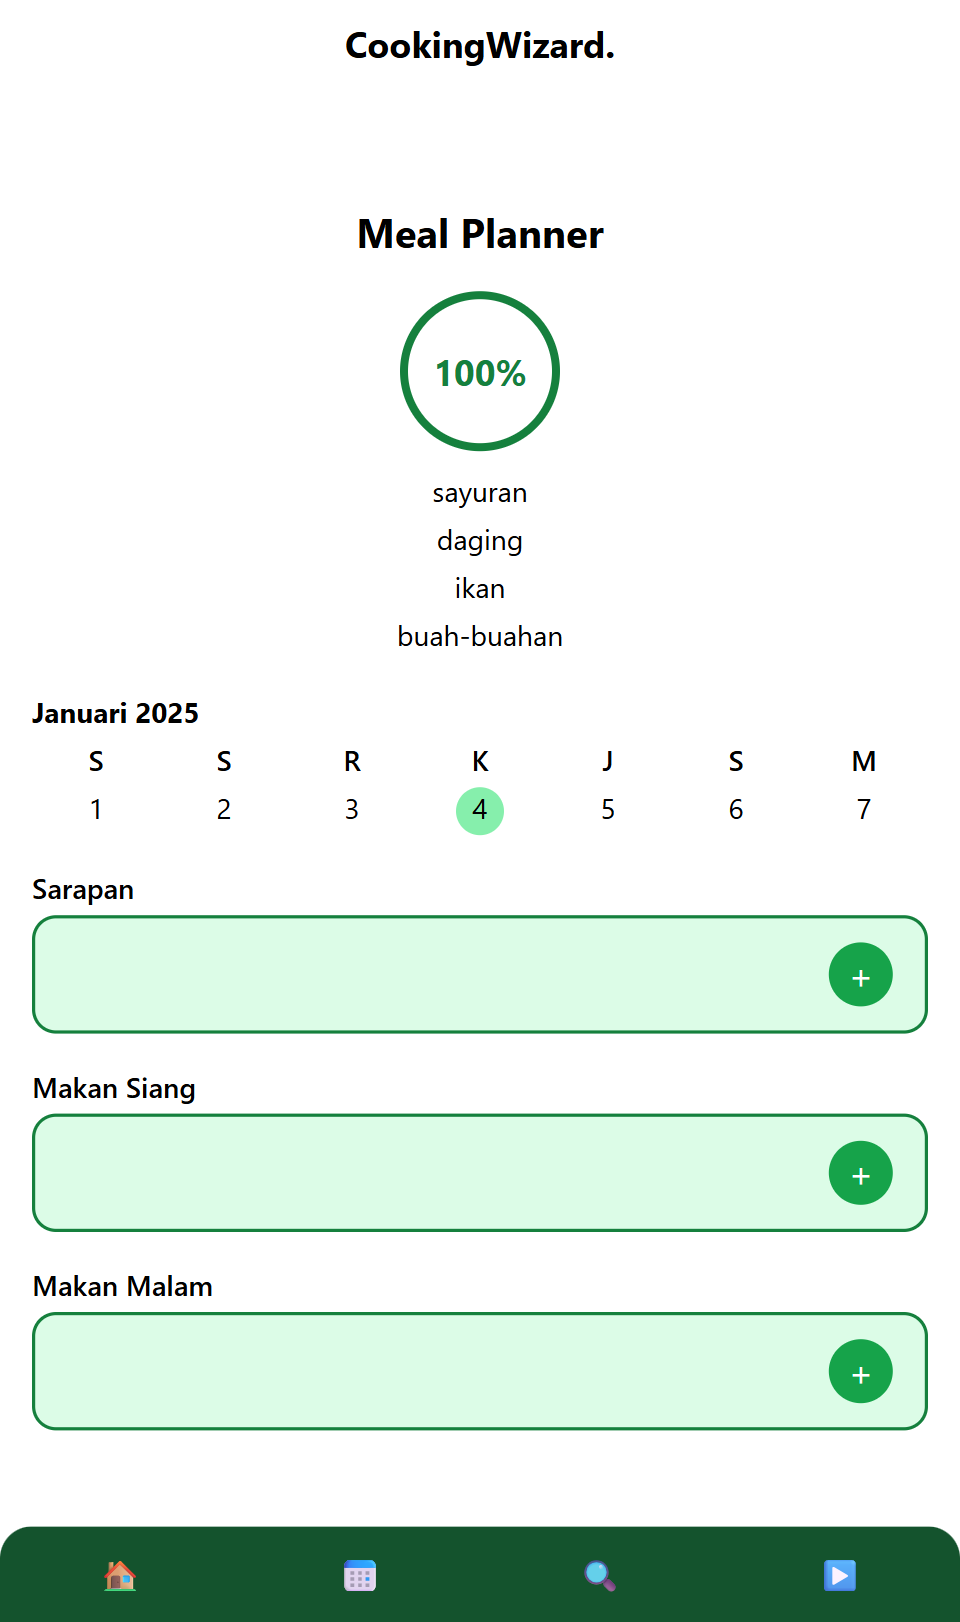 CookingWizard.
Meal Planner
100%
sayuran
daging
ikan
buah-buahan
Januari 2025
S S R K J S M
1 2 3 4 5 6 7
Sarapan
+
Makan Siang
+
Makan Malam
+